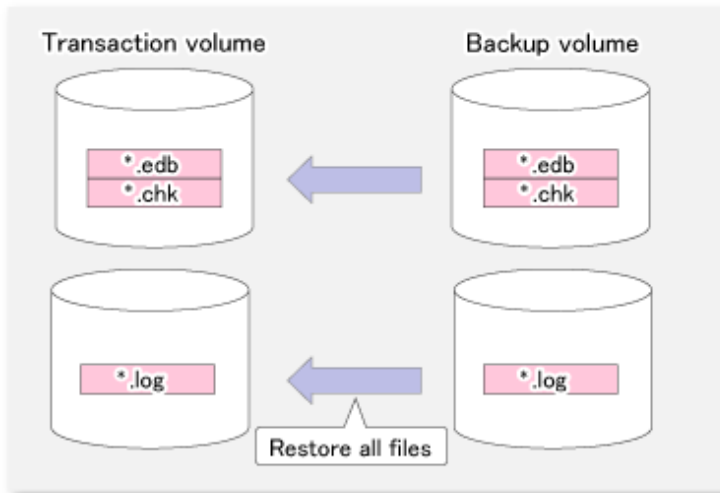 Transaction volume
Backup volume
*.edb
*.chk
*.edb
*.chk
*.log
*.log
Restore all files